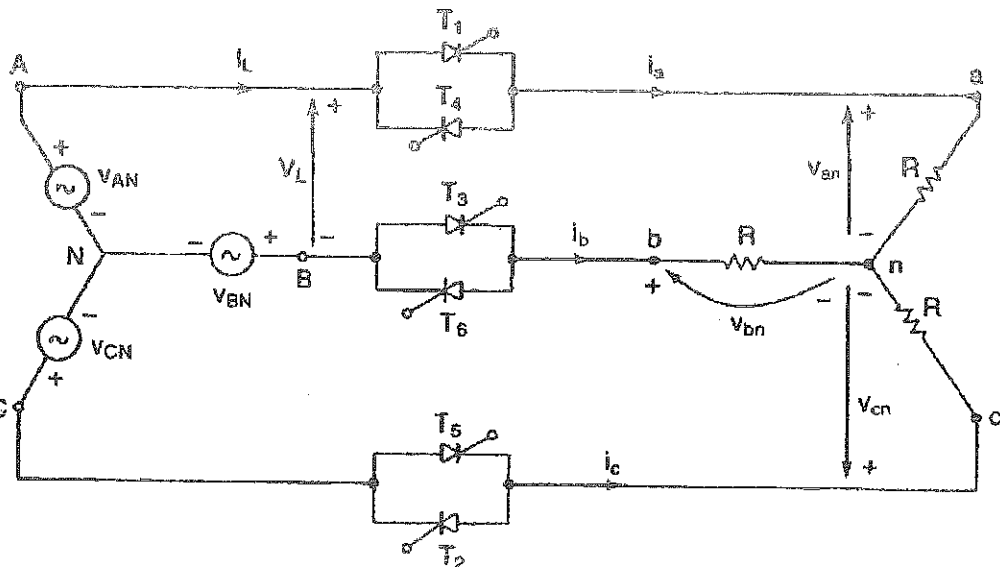 T1
A
iL
ia
a
T4
+
+
+
vAN
VL
T3
van
R
−
−
ib
b
R
−
N
−
+
B
n
vBN
+
−
−
R
−
T6
vbn
vCN
+
vcn
C
T5
c
ic
+
T2